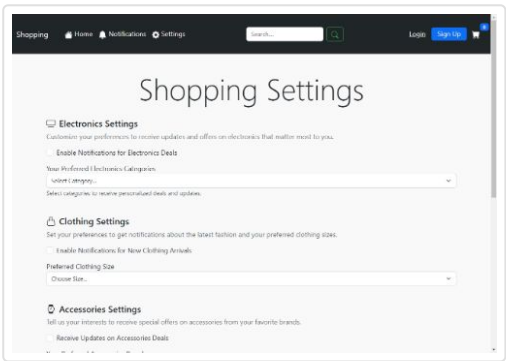 Shopping Home Notifications Settings Search... Login Sign Up 0
Shopping Settings
Electronics Settings
Customize your preferences to receive updates and offers on electronics that matter most to you.
Enable Notifications for Electronics Deals
Your Preferred Electronics Categories
Select Category...
Select categories to receive personalized deals and updates.
Clothing Settings
Set your preferences to get notifications about the latest fashion and your preferred clothing sizes.
Enable Notifications for New Clothing Arrivals
Preferred Clothing Size
Choose Size...
Accessories Settings
Tell us your interests to receive special offers on accessories from your favorite brands.
Receive Updates on Accessories Deals